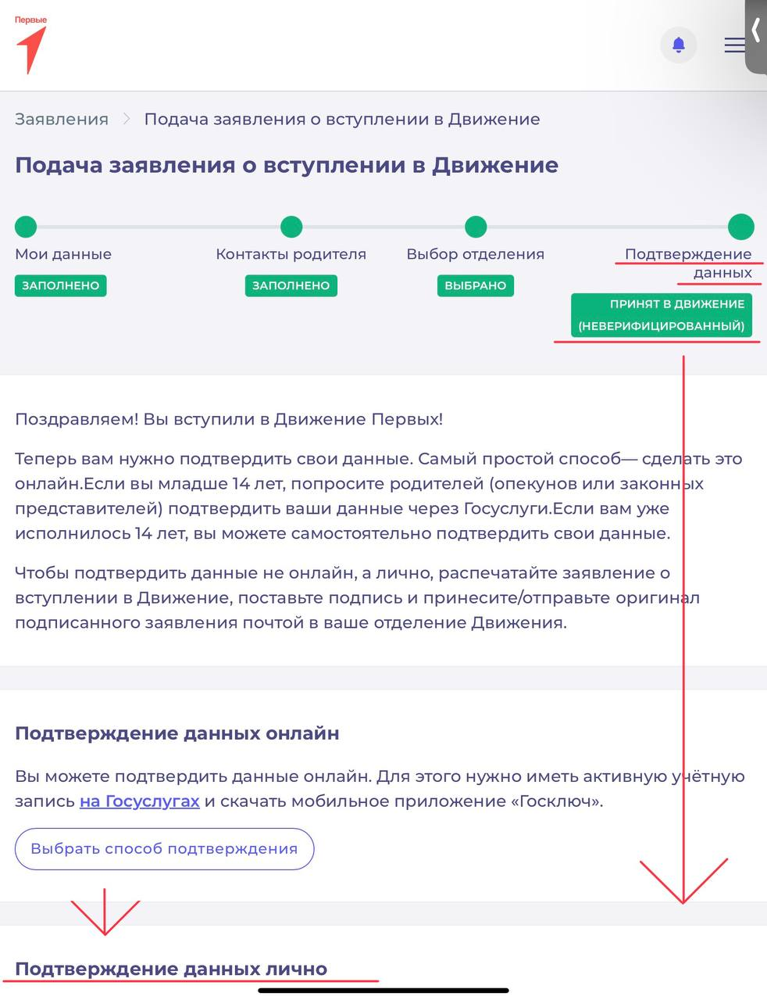 Первые
Заявления
Подача заявления о вступлении в Движение
Подача заявления о вступлении в Движение
Мои данные
ЗАПОЛНЕНО
Контакты родителя
ЗАПОЛНЕНО
Выбор отделения
ВЫБРАНО
Подтверждение
данных
ПРИНЯТ В ДВИЖЕНИЕ
(НЕВЕРИФИЦИРОВАННЫЙ)
Поздравляем! Вы вступили в Движение Первых!
Теперь вам нужно подтвердить свои данные. Самый простой способ— сделать это
онлайн.Если вы младше 14 лет, попросите родителей (опекунов или законных
представителей) подтвердить ваши данные через Госуслуги.Если вам уже
исполнилось 14 лет, вы можете самостоятельно подтвердить свои данные.
Чтобы подтвердить данные не онлайн, а лично, распечатайте заявление о
вступлении в Движение, поставьте подпись и принесите/отправьте оригинал
подписанного заявления почтой в ваше отделение Движения.
Подтверждение данных онлайн
Вы можете подтвердить данные онлайн. Для этого нужно иметь активную учётную
запись на Госуслугах и скачать мобильное приложение «Госключ».
Выбрать способ подтверждения
Подтверждение данных лично